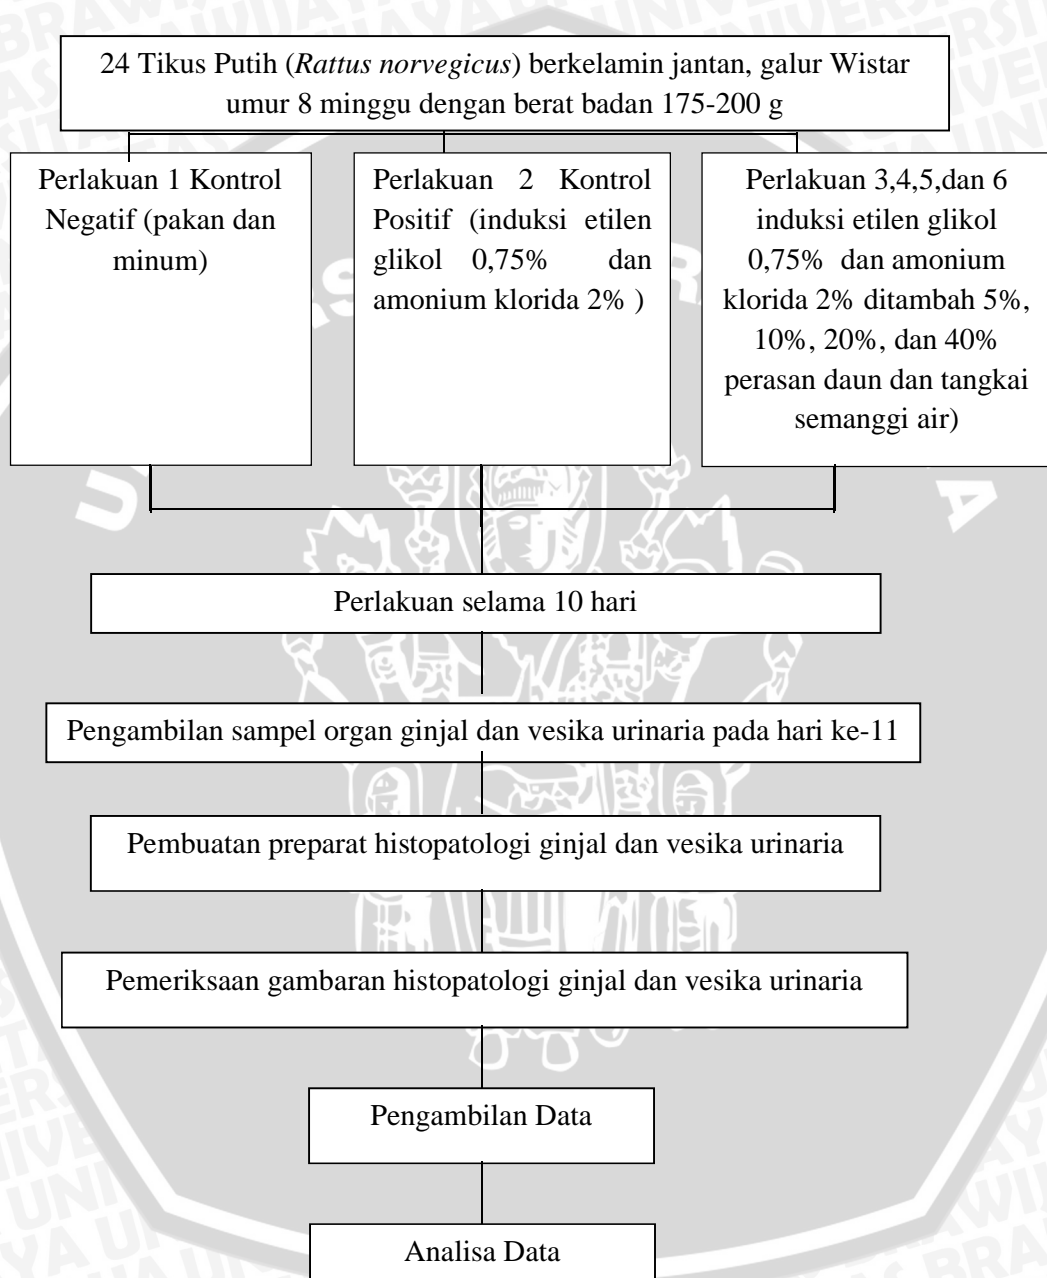 24 Tikus Putih (Rattus norvegicus) berkelamin jantan, galur Wistar
umur 8 minggu dengan berat badan 175-200 g
Perlakuan 1 Kontrol
Negatif (pakan dan
minum)
Perlakuan 2 Kontrol
Positif (induksi etilen
glikol 0,75% dan
amonium klorida 2% )
Perlakuan 3,4,5,dan 6
induksi etilen glikol
0,75% dan amonium
klorida 2% ditambah 5%,
10%, 20%, dan 40%
perasan daun dan tangkai
semanggi air)
Perlakuan selama 10 hari
Pengambilan sampel organ ginjal dan vesika urinaria pada hari ke-11
Pembuatan preparat histopatologi ginjal dan vesika urinaria
Pemeriksaan gambaran histopatologi ginjal dan vesika urinaria
Pengambilan Data
Analisa Data